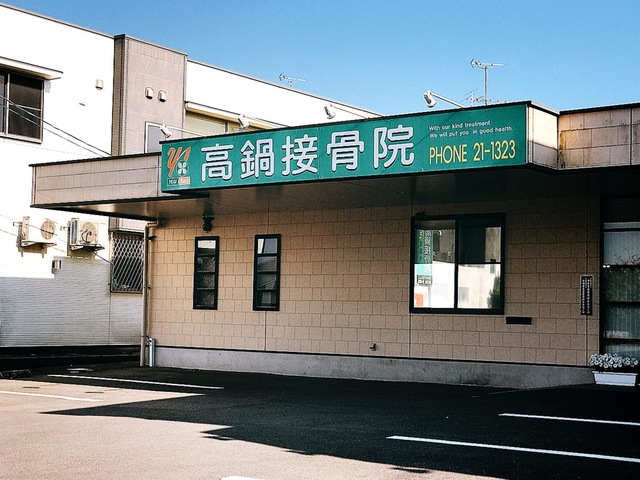 高鍋接骨院
With our kind treatment
We will put you in good health.
PHONE 21-1323